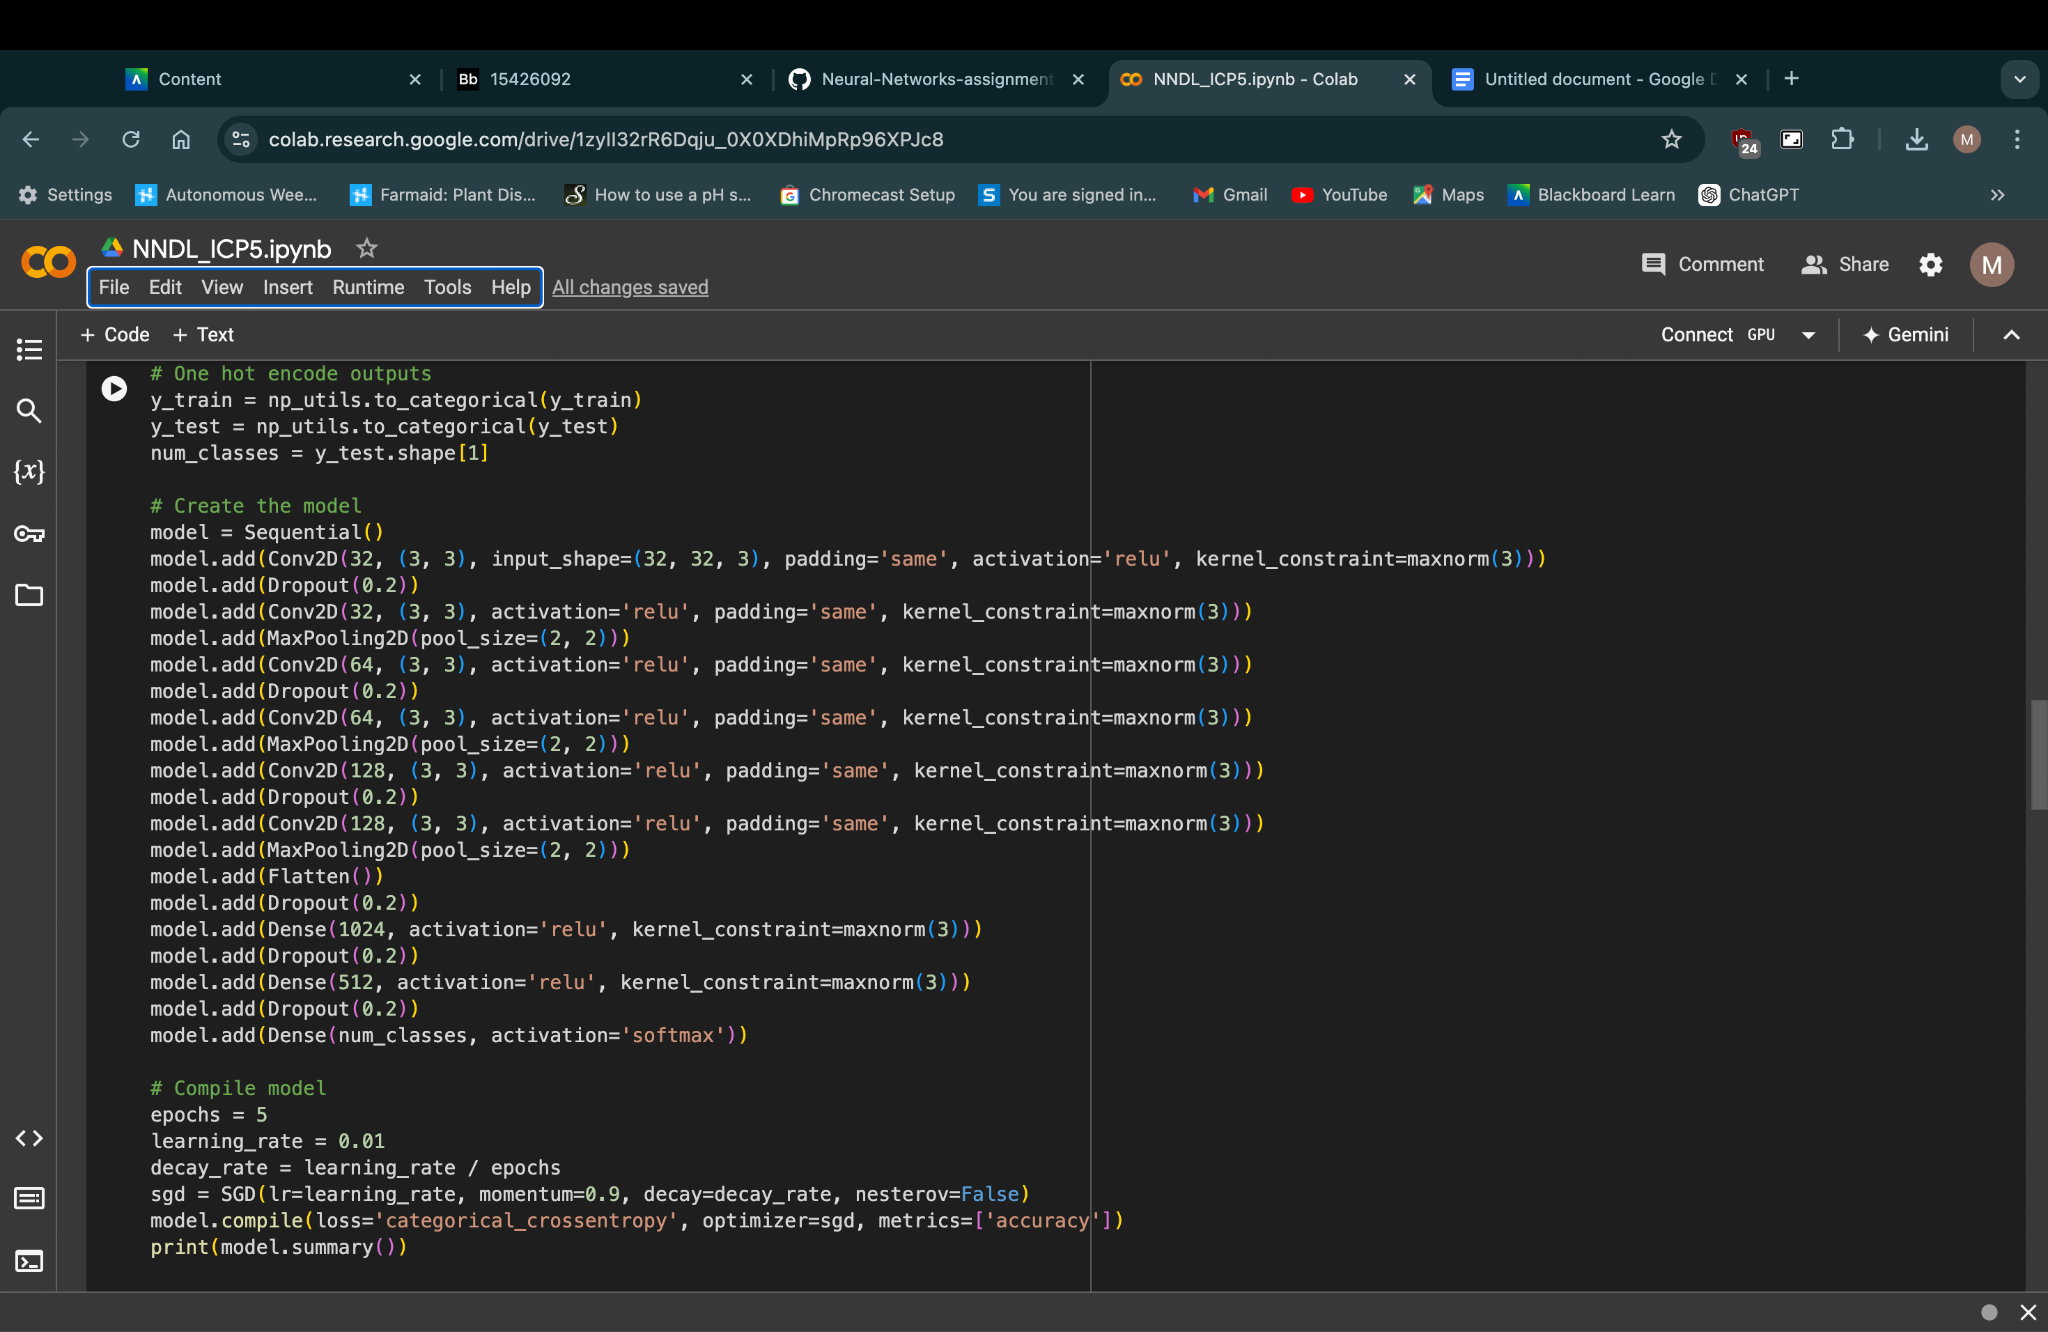 Content
Bb 15426092
Neural-Networks-assignment
NNDL_ICP5.ipynb - Colab
Untitled document - Google
colab.research.google.com/drive/1zyll32rR6Dqju_0X0XDhiMpRp96XPJc8
24
M
Settings
Autonomous Wee...
Farmaid: Plant Dis...
How to use a pH s...
Chromecast Setup
S You are signed in...
Gmail
YouTube
Maps
Blackboard Learn
ChatGPT
NNDL_ICP5.ipynb
File Edit View Insert Runtime Tools Help All changes saved
Comment
Share
M
+ Code + Text
Connect GPU
Gemini
{x}
# One hot encode outputs
y_train = np_utils.to_categorical(y_train)
y_test = np_utils.to_categorical(y_test)
num_classes = y_test.shape[1]
# Create the model
model = Sequential()
model.add(Conv2D(32, (3, 3), input_shape=(32, 32, 3), padding='same', activation='relu', kernel_constraint=maxnorm(3)))
model.add(Dropout(0.2))
model.add(Conv2D(32, (3, 3), activation='relu', padding='same', kernel_constraint=maxnorm(3)))
model.add(MaxPooling2D(pool_size=(2, 2)))
model.add(Conv2D(64, (3, 3), activation='relu', padding='same', kernel_constraint=maxnorm(3)))
model.add(Dropout(0.2))
model.add(Conv2D(64, (3, 3), activation='relu', padding='same', kernel_constraint=maxnorm(3)))
model.add(MaxPooling2D(pool_size=(2, 2)))
model.add(Conv2D(128, (3, 3), activation='relu', padding='same', kernel_constraint=maxnorm(3)))
model.add(Dropout(0.2))
model.add(Conv2D(128, (3, 3), activation='relu', padding='same', kernel_constraint=maxnorm(3)))
model.add(MaxPooling2D(pool_size=(2, 2)))
model.add(Flatten())
model.add(Dropout(0.2))
model.add(Dense(1024, activation='relu', kernel_constraint=maxnorm(3)))
model.add(Dropout(0.2))
model.add(Dense(512, activation='relu', kernel_constraint=maxnorm(3)))
model.add(Dropout(0.2))
model.add(Dense(num_classes, activation='softmax'))
# Compile model
epochs = 5
learning_rate = 0.01
decay_rate = learning_rate / epochs
sgd = SGD(lr=learning_rate, momentum=0.9, decay=decay_rate, nesterov=False)
model.compile(loss='categorical_crossentropy', optimizer=sgd, metrics=['accuracy'])
print(model.summary())